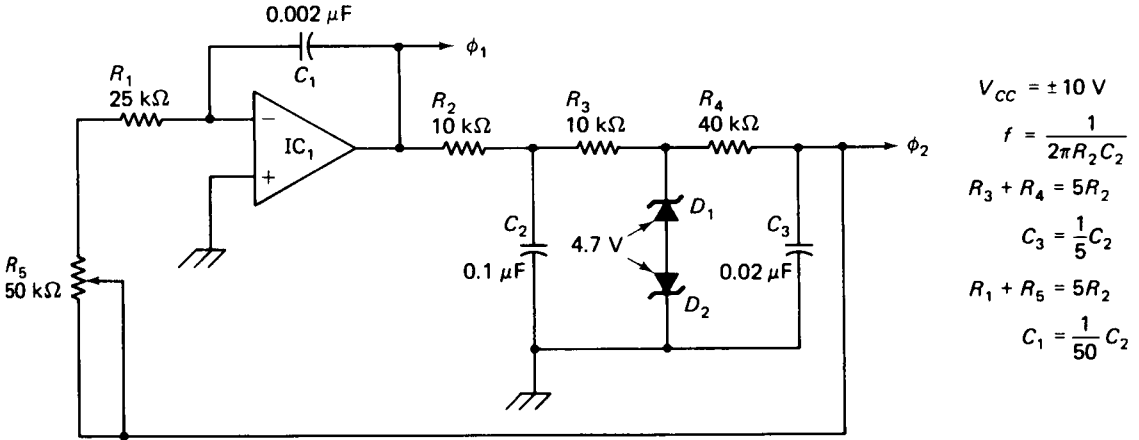 0.002 μF
C₁
ϕ₁
R₁
25 kΩ
−
+
IC₁
R₂
10 kΩ
R₃
10 kΩ
R₄
40 kΩ
ϕ₂
C₂
0.1 μF
4.7 V
D₁
D₂
C₃
0.02 μF
R₅
50 kΩ
V_CC = ± 10 V
f = 1 / 2πR₂C₂
R₃ + R₄ = 5R₂
C₃ = 1/5 C₂
R₁ + R₅ = 5R₂
C₁ = 1/50 C₂